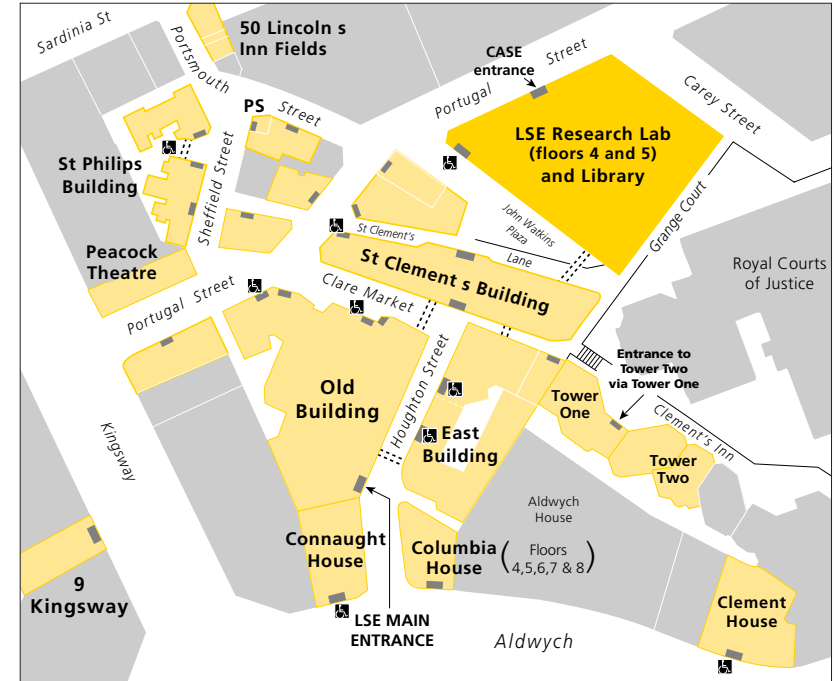 Sardinia St
Portsmouth
Street
50 Lincoln s
Inn Fields
PS
CASE
entrance
Portugal
Street
Carey Street
LSE Research Lab
(floors 4 and 5)
and Library
St Philips
Building
Sheffield Street
Grange Court
John Watkins
Plaza
St Clement's
Lane
Peacock
Theatre
St Clement s Building
Royal Courts
of Justice
Portugal Street
Clare Market
Houghton Street
Entrance to
Tower Two
via Tower One
Old
Building
Tower
One
Clement's Inn
Kingsway
East
Building
Tower
Two
Aldwych
House
Connaught
House
Columbia
House
( Floors
4,5,6,7 & 8 )
9
Kingsway
LSE MAIN
ENTRANCE
Clement
House
Aldwych